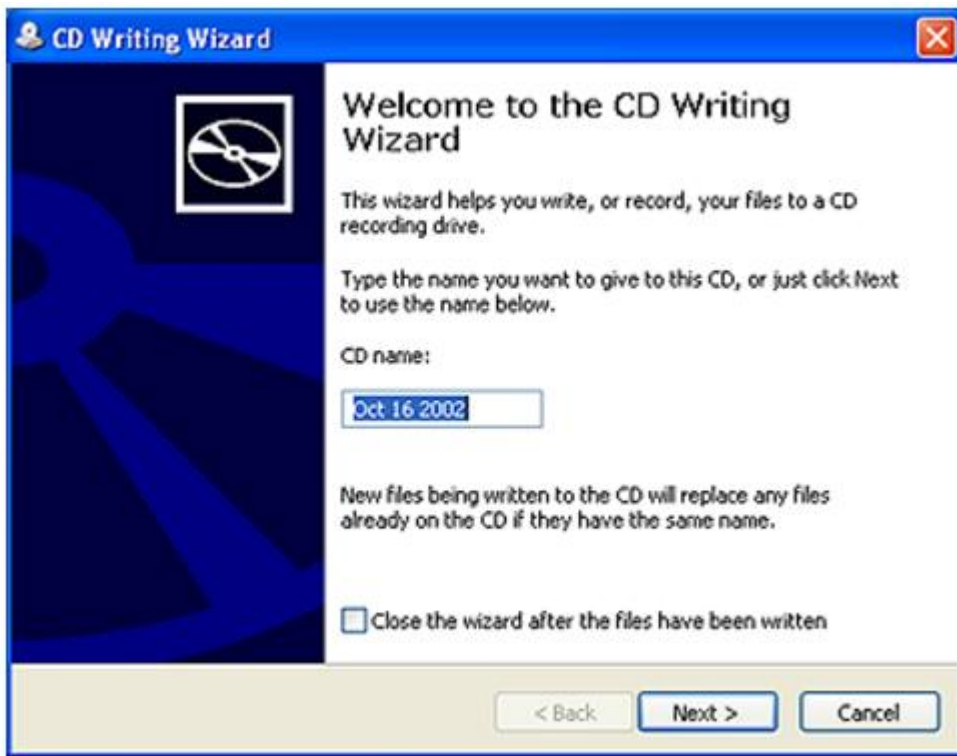 CD Writing Wizard
Welcome to the CD Writing
Wizard
This wizard helps you write, or record, your files to a CD
recording drive.
Type the name you want to give to this CD, or just click Next
to use the name below.
CD name:
Oct 16 2002
New files being written to the CD will replace any files
already on the CD if they have the same name.
Close the wizard after the files have been written
< Back Next > Cancel